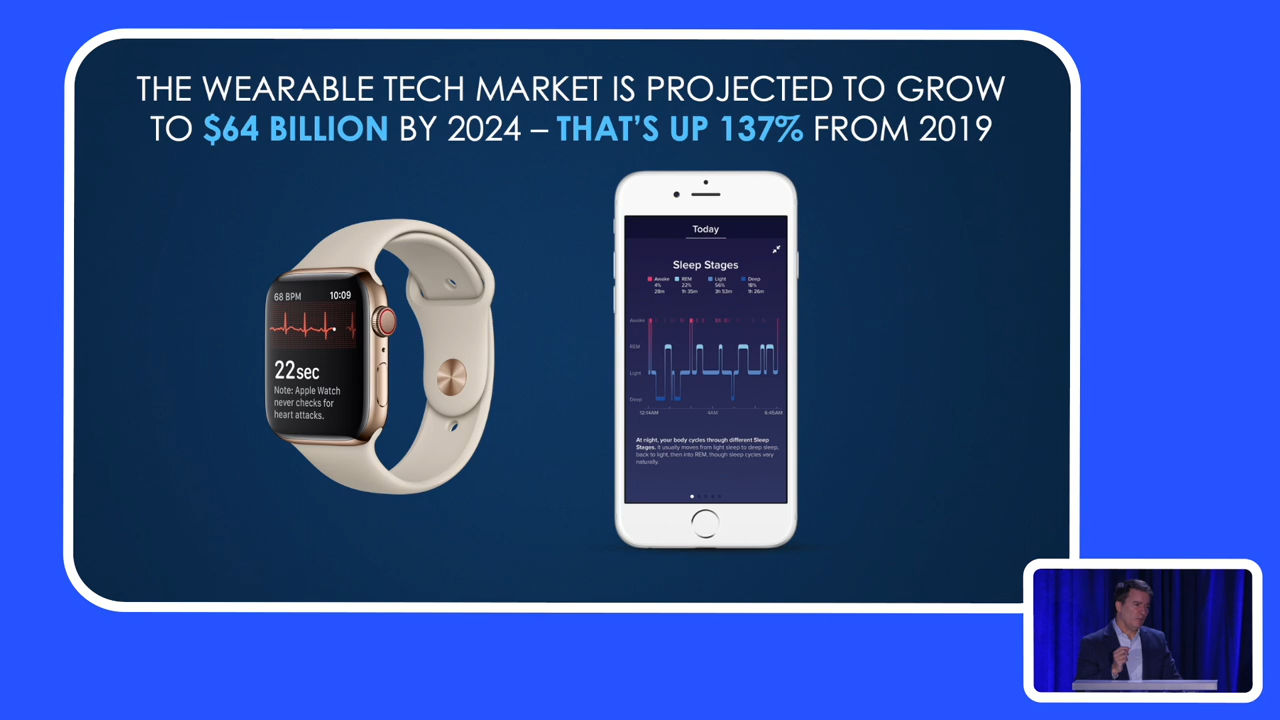 THE WEARABLE TECH MARKET IS PROJECTED TO GROW
TO $64 BILLION BY 2024 – THAT'S UP 137% FROM 2019
68 BPM 10:09
22sec
Note: Apple Watch
never checks for
heart attacks.
Today
Sleep Stages
Awake REM Light Deep
4% 22% 56% 18%
28m 1h 35m 3h 53m 1h 26m
Awake
REM
Light
Deep
12:14AM 4AM 6:45AM
At night, your body cycles through different Sleep
Stages. It usually moves from light sleep to deep sleep,
back to light, then into REM, though sleep cycles vary
naturally.